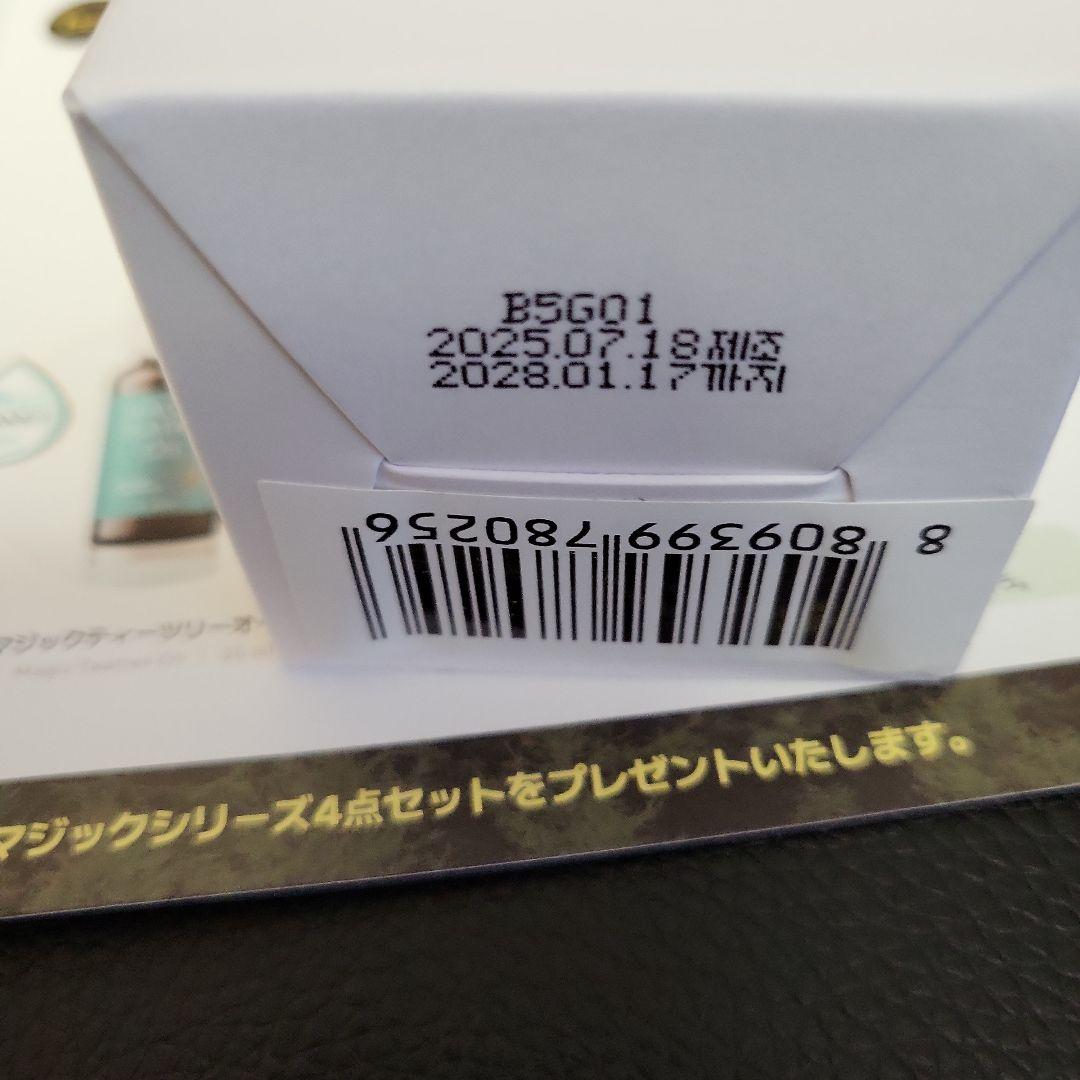 B5G01
2025.07.18제조
2028.01.17까지
8 809399 780256
マジックティーツリーオ
マジックシリーズ4点セットをプレゼントいたします。